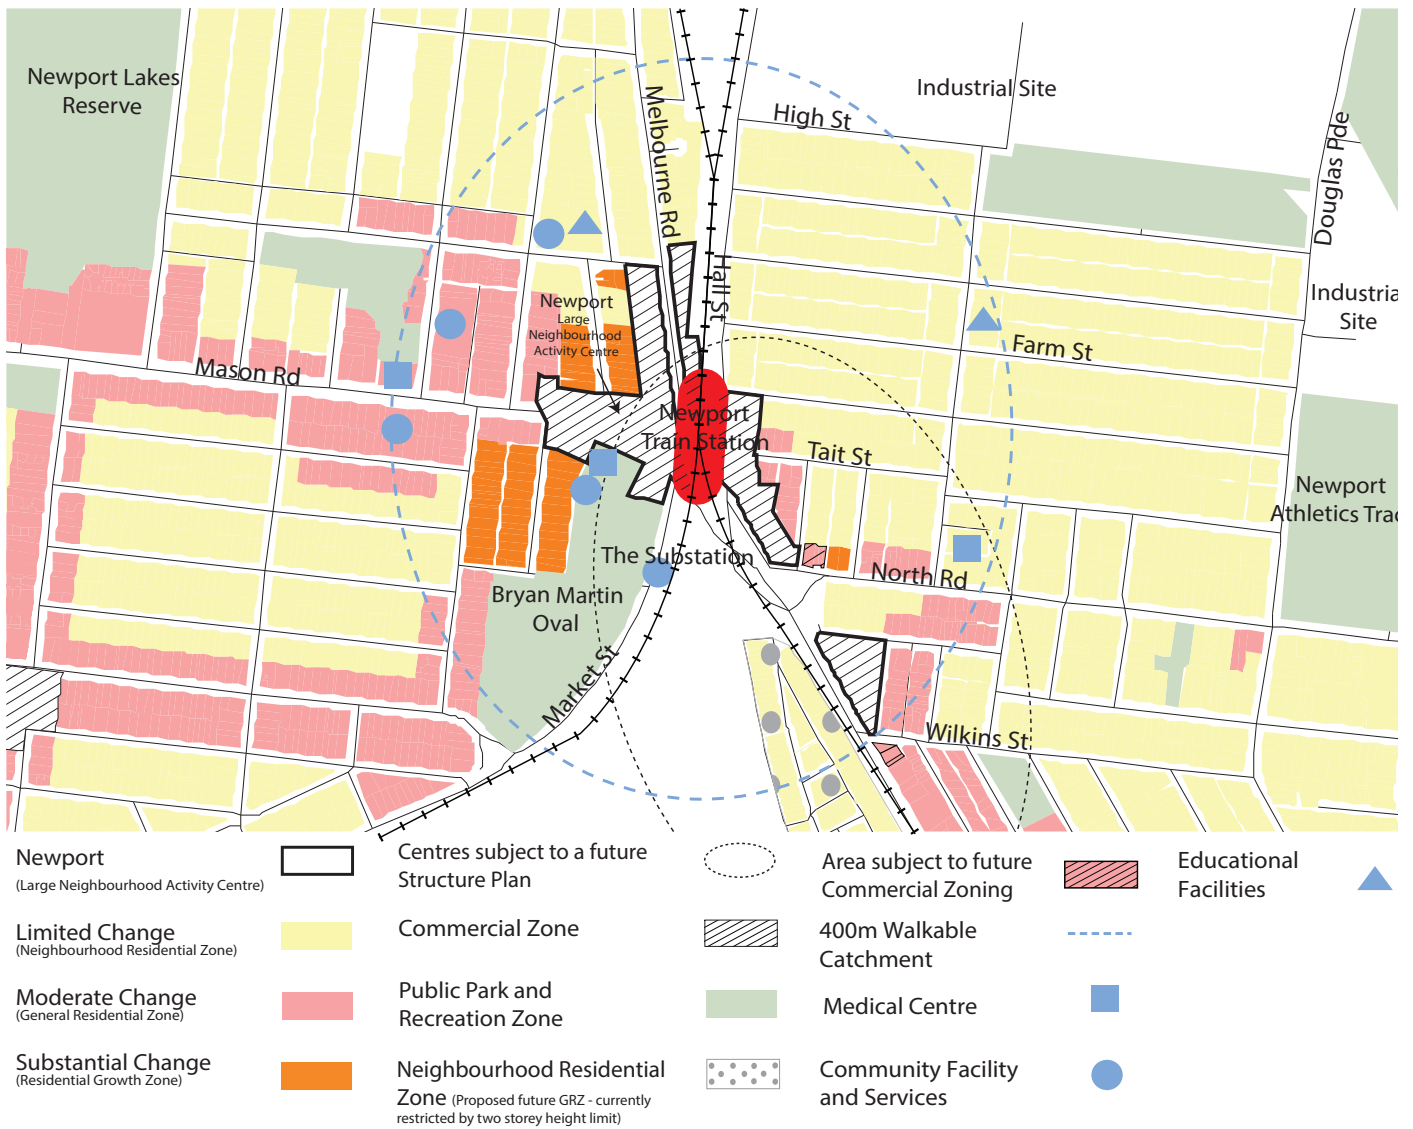 Newport Lakes
Reserve
Melbourne Rd
High St
Industrial Site
Douglas Pde
Hall St
Industria
Site
Newport
Large
Neighbourhood
Activity Centre
Mason Rd
Farm St
Newport
Train Station
Tait St
Newport
Athletics Trac
The Substation
North Rd
Bryan Martin
Oval
Market St
Wilkins St
Newport
(Large Neighbourhood Activity Centre)
Limited Change
(Neighbourhood Residential Zone)
Moderate Change
(General Residential Zone)
Substantial Change
(Residential Growth Zone)
Centres subject to a future
Structure Plan
Commercial Zone
Public Park and
Recreation Zone
Neighbourhood Residential
Zone (Proposed future GRZ - currently
restricted by two storey height limit)
Area subject to future
Commercial Zoning
400m Walkable
Catchment
Medical Centre
Community Facility
and Services
Educational
Facilities